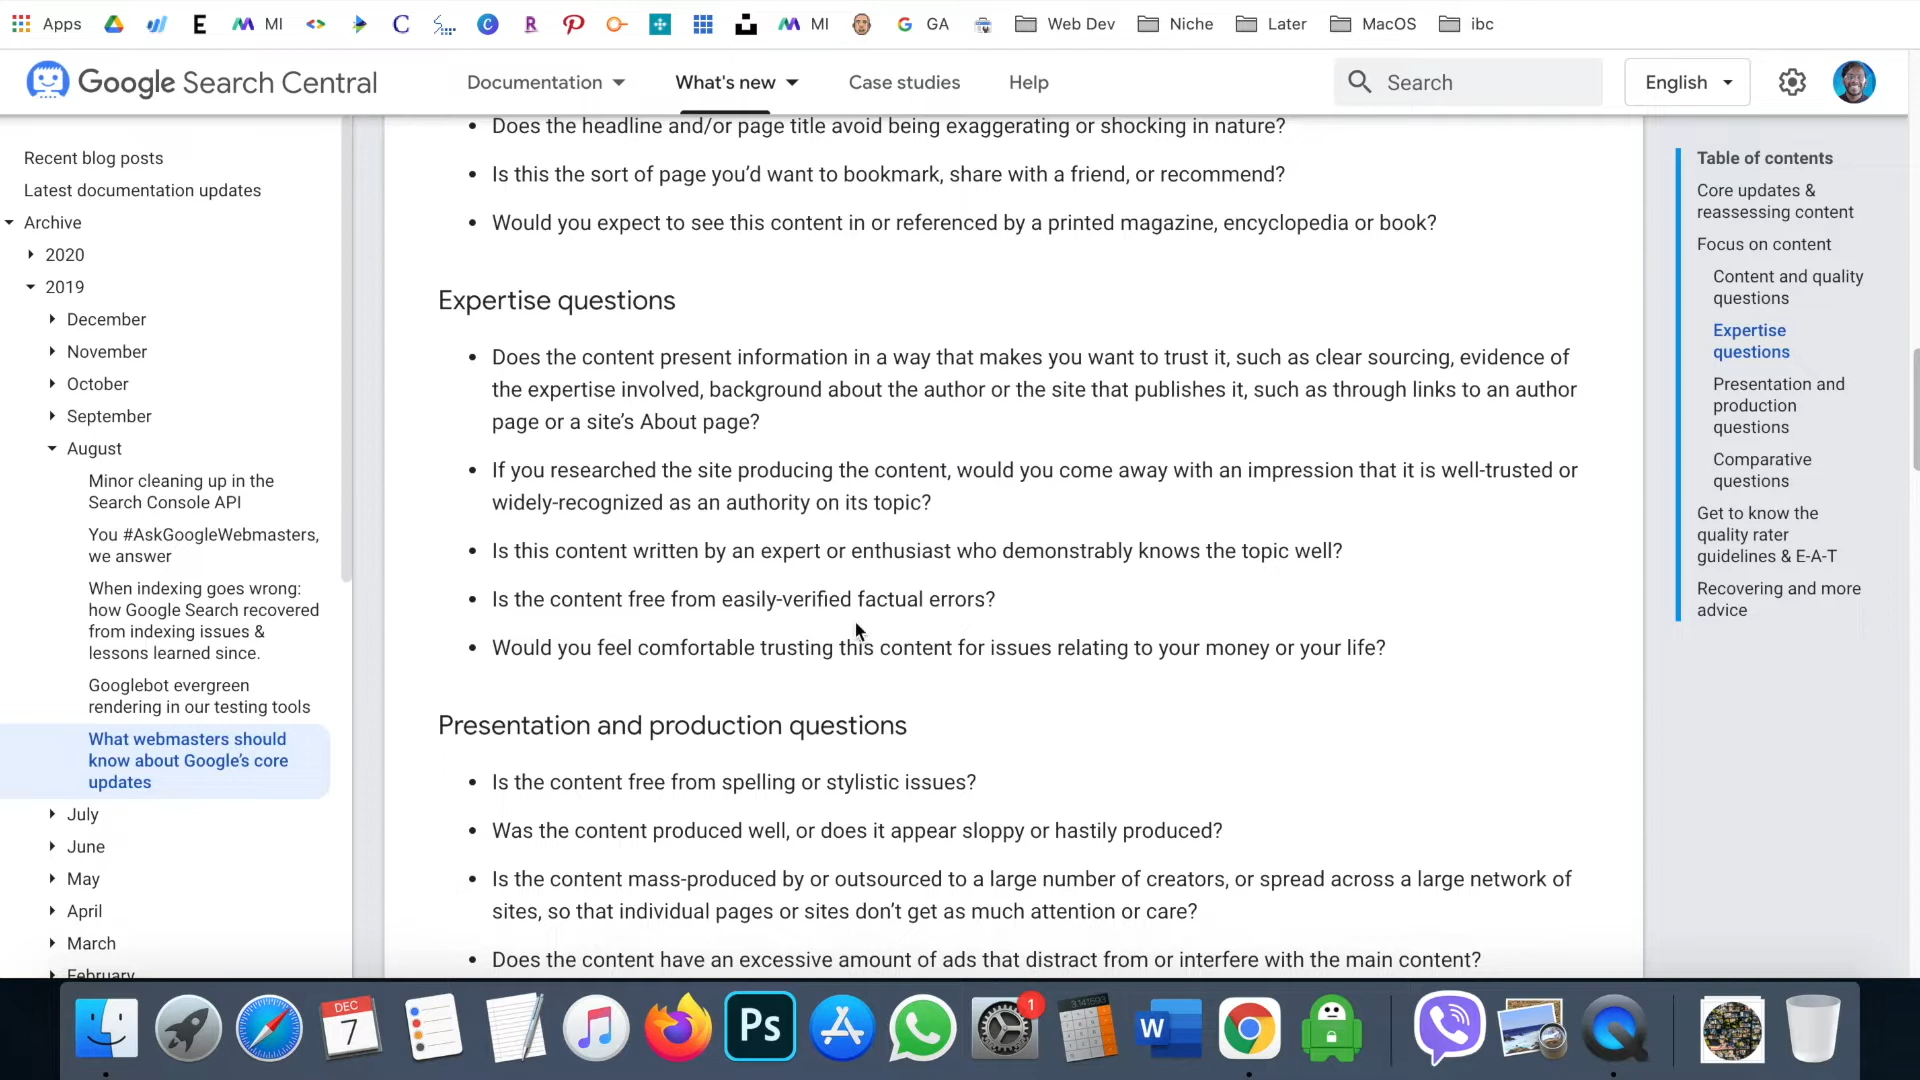 Apps
E
MI
C
C
R
MI
GA
Web Dev
Niche
Later
MacOS
ibc
Google Search Central
Documentation
What's new
Case studies
Help
Search
English
Recent blog posts
Latest documentation updates
Archive
2020
2019
December
November
October
September
August
Minor cleaning up in the
Search Console API
You #AskGoogleWebmasters,
we answer
When indexing goes wrong:
how Google Search recovered
from indexing issues &
lessons learned since.
Googlebot evergreen
rendering in our testing tools
What webmasters should
know about Google's core
updates
July
June
May
April
March
February
• Does the headline and/or page title avoid being exaggerating or shocking in nature?
• Is this the sort of page you’d want to bookmark, share with a friend, or recommend?
• Would you expect to see this content in or referenced by a printed magazine, encyclopedia or book?
Expertise questions
• Does the content present information in a way that makes you want to trust it, such as clear sourcing, evidence of
the expertise involved, background about the author or the site that publishes it, such as through links to an author
page or a site’s About page?
• If you researched the site producing the content, would you come away with an impression that it is well-trusted or
widely-recognized as an authority on its topic?
• Is this content written by an expert or enthusiast who demonstrably knows the topic well?
• Is the content free from easily-verified factual errors?
• Would you feel comfortable trusting this content for issues relating to your money or your life?
Presentation and production questions
• Is the content free from spelling or stylistic issues?
• Was the content produced well, or does it appear sloppy or hastily produced?
• Is the content mass-produced by or outsourced to a large number of creators, or spread across a large network of
sites, so that individual pages or sites don’t get as much attention or care?
• Does the content have an excessive amount of ads that distract from or interfere with the main content?
Table of contents
Core updates &
reassessing content
Focus on content
Content and quality
questions
Expertise
questions
Presentation and
production
questions
Comparative
questions
Get to know the
quality rater
guidelines & E-A-T
Recovering and more
advice
DEC
7
Ps
1
3.141593
W